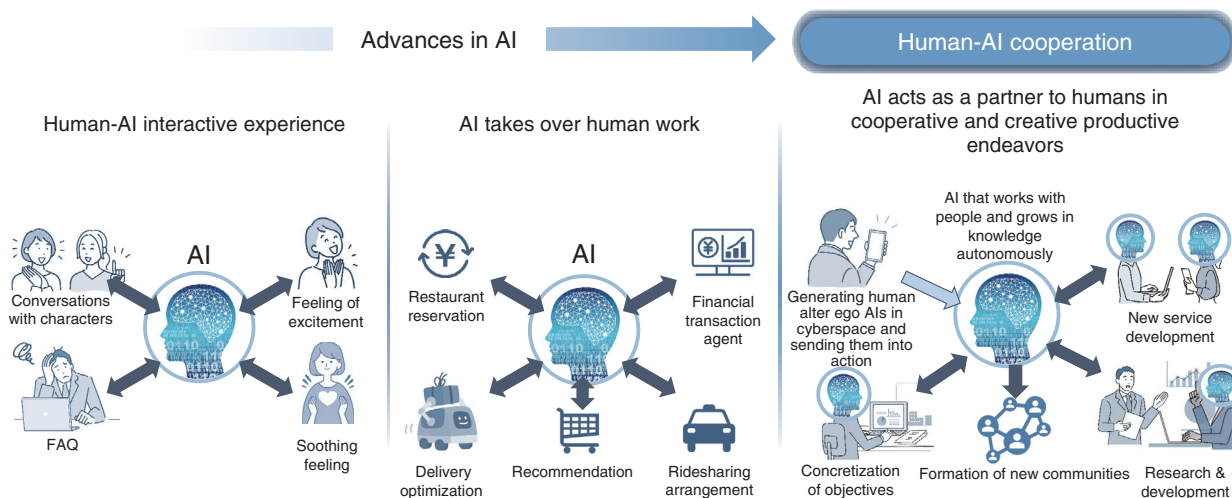 Advances in AI
Human-AI cooperation
Human-AI interactive experience
AI
Conversations
with characters
Feeling of
excitement
FAQ
Soothing
feeling
AI takes over human work
AI
¥
Restaurant
reservation
¥
Financial
transaction
agent
Delivery
optimization
Recommendation
Ridesharing
arrangement
AI acts as a partner to humans in
cooperative and creative productive
endeavors
AI that works with
people and grows in
knowledge
autonomously
Generating human
alter ego AIs in
cyberspace and
sending them into
action
New service
development
Concretization
of objectives
Formation of new communities
Research &
development